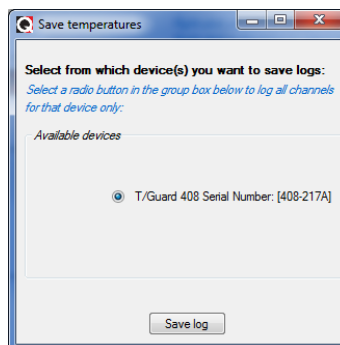 Save temperatures
Select from which device(s) you want to save logs:
Select a radio button in the group box below to log all channels
for that device only:
Available devices
T/Guard 408 Serial Number: [408-217A]
Save log